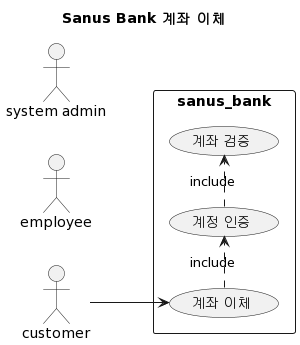 Sanus Bank 계좌 이체
system admin
sanus_bank
계좌 검증
include
employee
계정 인증
include
계좌 이체
customer